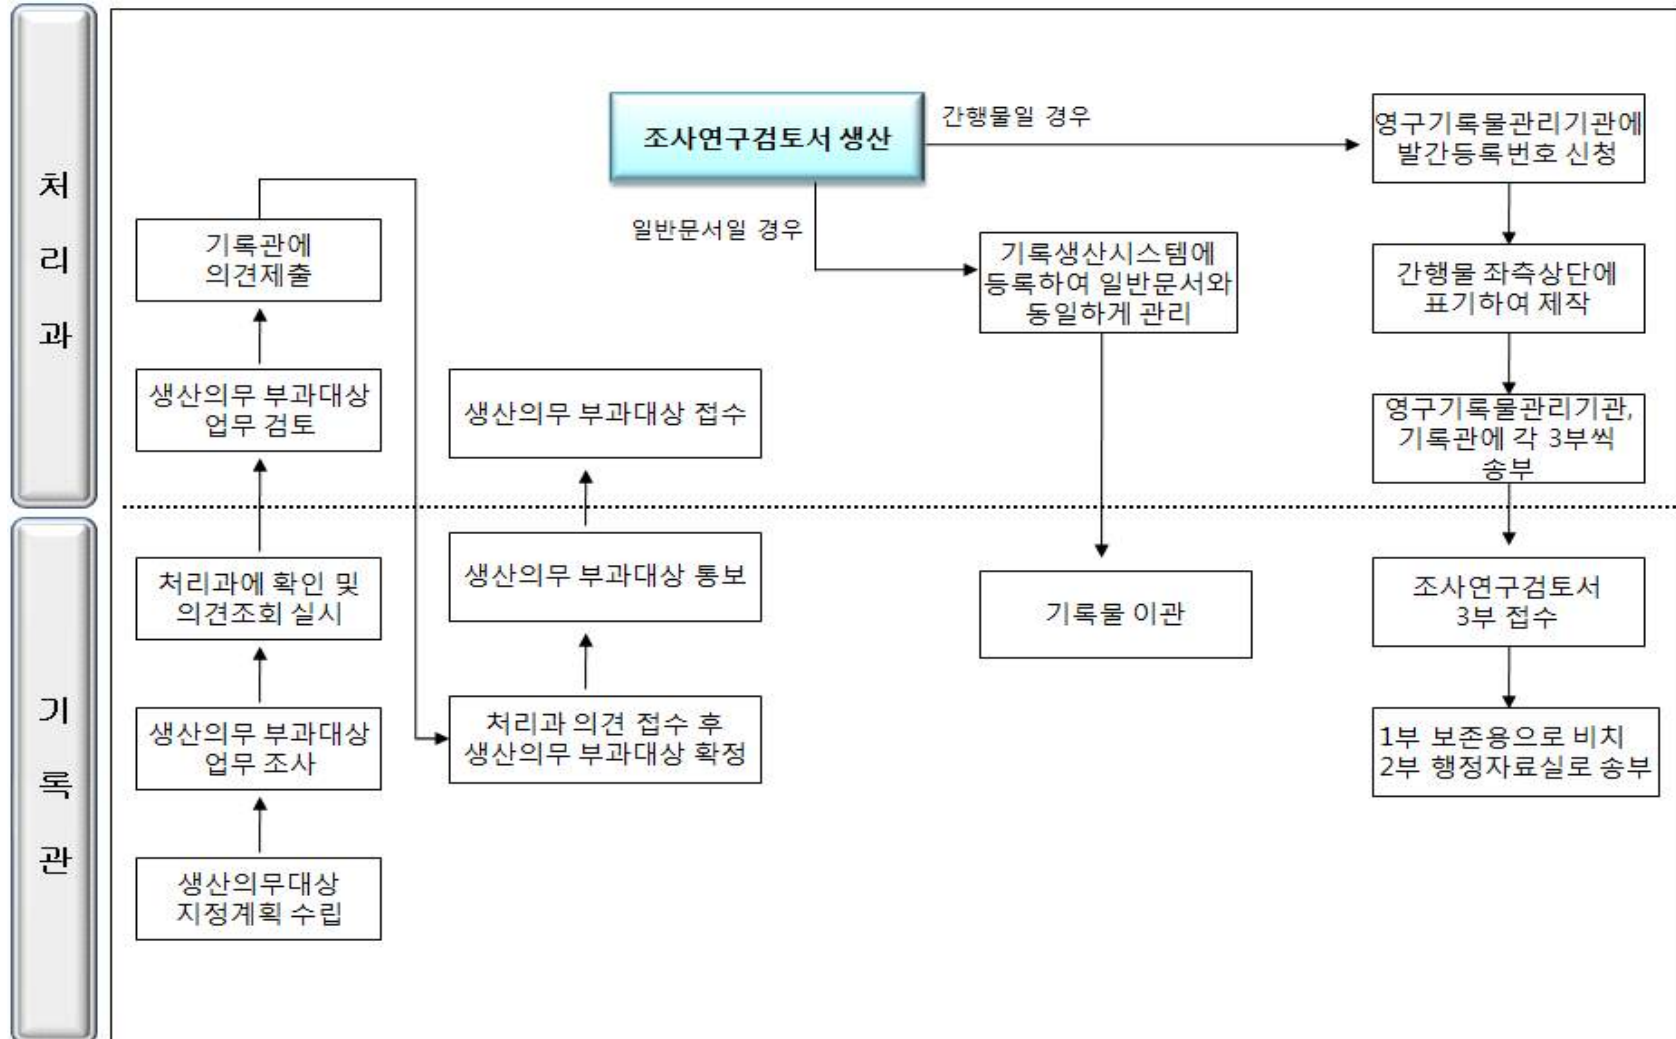 처
리
과
조사연구검토서 생산
간행물일 경우
일반문서일 경우
영구기록물관리기관에
발간등록번호 신청
기록관에
의견제출
기록생산시스템에
등록하여 일반문서와
동일하게 관리
간행물 좌측상단에
표기하여 제작
생산의무 부과대상
업무 검토
생산의무 부과대상 접수
영구기록물관리기관,
기록관에 각 3부씩
송부
기
록
관
처리과에 확인 및
의견조회 실시
생산의무 부과대상 통보
기록물 이관
조사연구검토서
3부 접수
생산의무 부과대상
업무 조사
처리과 의견 접수 후
생산의무 부과대상 확정
1부 보존용으로 비치
2부 행정자료실로 송부
생산의무대상
지정계획 수립